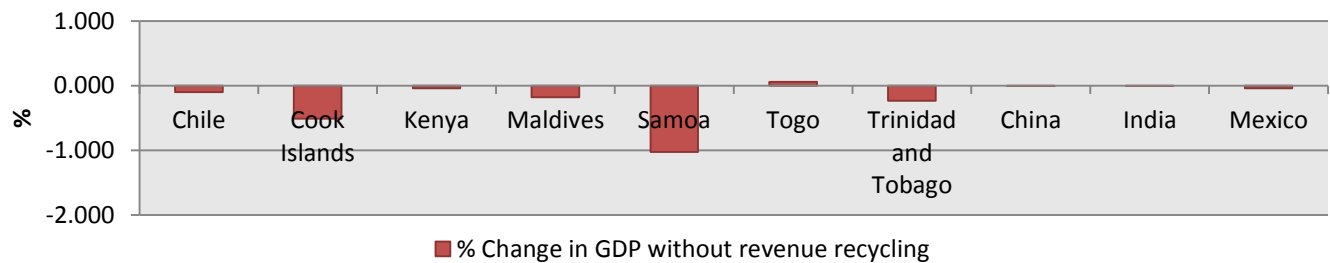 1.000
0.000
-1.000
-2.000
%
Chile
Cook
Islands
Kenya
Maldives
Samoa
Togo
Trinidad
and
Tobago
China
India
Mexico
% Change in GDP without revenue recycling